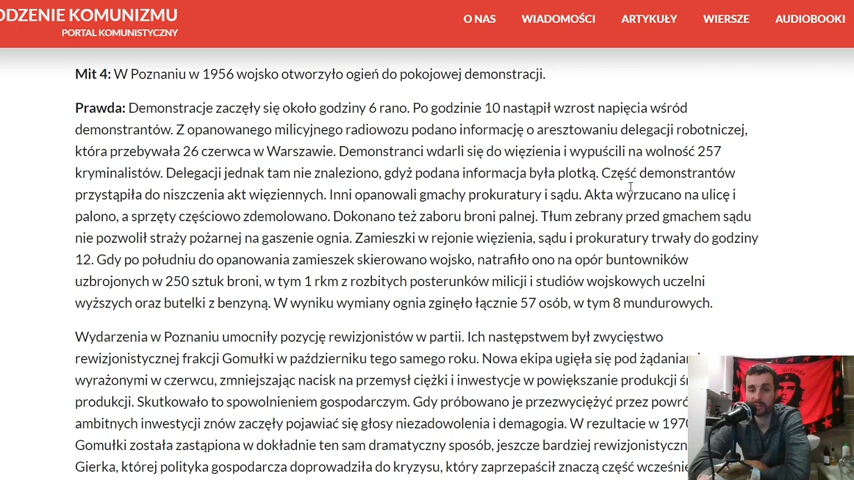 ODZENIE KOMUNIZMU
PORTAL KOMUNISTYCZNY
O NAS WIADOMOŚCI ARTYKUŁY WIERSZE AUDIOBOOKI
Mit 4: W Poznaniu w 1956 wojsko otworzyło ogień do pokojowej demonstracji.
Prawda: Demonstracje zaczęły się około godziny 6 rano. Po godzinie 10 nastąpił wzrost napięcia wśród
demonstrantów. Z opanowanego milicyjnego radiowozu podano informację o aresztowaniu delegacji robotniczej,
która przebywała 26 czerwca w Warszawie. Demonstranci wdarli się do więzienia i wypuścili na wolność 257
kryminalistów. Delegacji jednak tam nie znaleziono, gdyż podana informacja była plotką. Część demonstrantów
przystąpiła do niszczenia akt więziennych. Inni opanowali gmachy prokuratury i sądu. Akta wyrzucano na ulicę i
palono, a sprzęty częściowo zdemolowano. Dokonano też zaboru broni palnej. Tłum zebrany przed gmachem sądu
nie pozwolił straży pożarnej na gaszenie ognia. Zamieszki w rejonie więzienia, sądu i prokuratury trwały do godziny
12. Gdy po południu do opanowania zamieszek skierowano wojsko, natrafiło ono na opór buntowników
uzbrojonych w 250 sztuk broni, w tym 1 rkm z rozbitych posterunków milicji i studiów wojskowych uczelni
wyższych oraz butelki z benzyną. W wyniku wymiany ognia zginęło łącznie 57 osób, w tym 8 mundurowych.
Wydarzenia w Poznaniu umocniły pozycję rewizjonistów w partii. Ich następstwem był zwycięstwo
rewizjonistycznej frakcji Gomułki w październiku tego samego roku. Nowa ekipa ugięła się pod żądaniami
wyrażonymi w czerwcu, zmniejszając nacisk na przemysł ciężki i inwestycje w powiększanie produkcji
produkcji. Skutkowało to spowolnieniem gospodarczym. Gdy próbowano je przezwyciężyć przez
ambitnych inwestycji znów zaczęły pojawiać się głosy niezadowolenia i demagogia. W rezultacie w 1970
Gomułki została zastąpiona w dokładnie ten sam dramatyczny sposób, jeszcze bardziej
Gierka, której polityka gospodarcza doprowadziła do kryzysu, który zaprzepaścił znaczą część